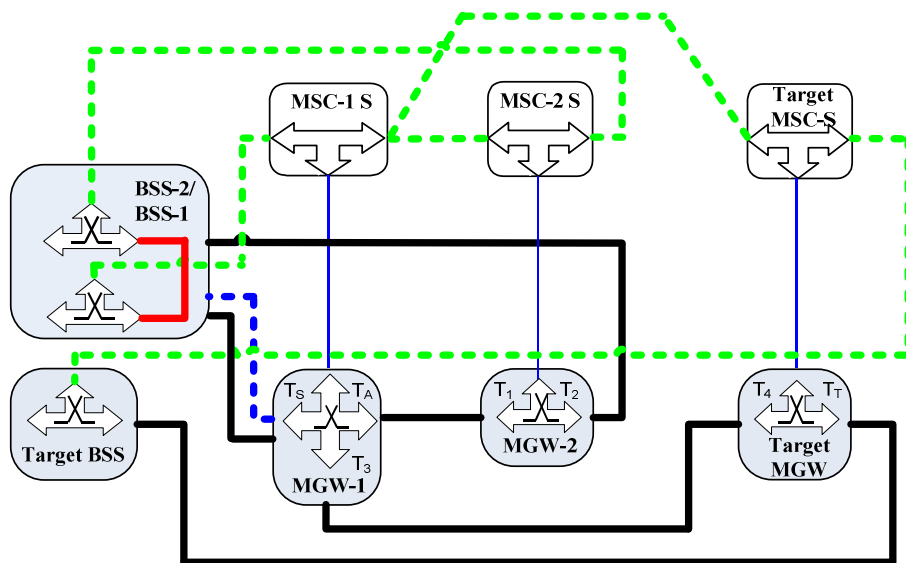 MSC-1 S
MSC-2 S
Target
MSC-S
BSS-2/
BSS-1
TS
TA
T3
MGW-1
T1
T2
MGW-2
T4
TT
Target
MGW
Target BSS